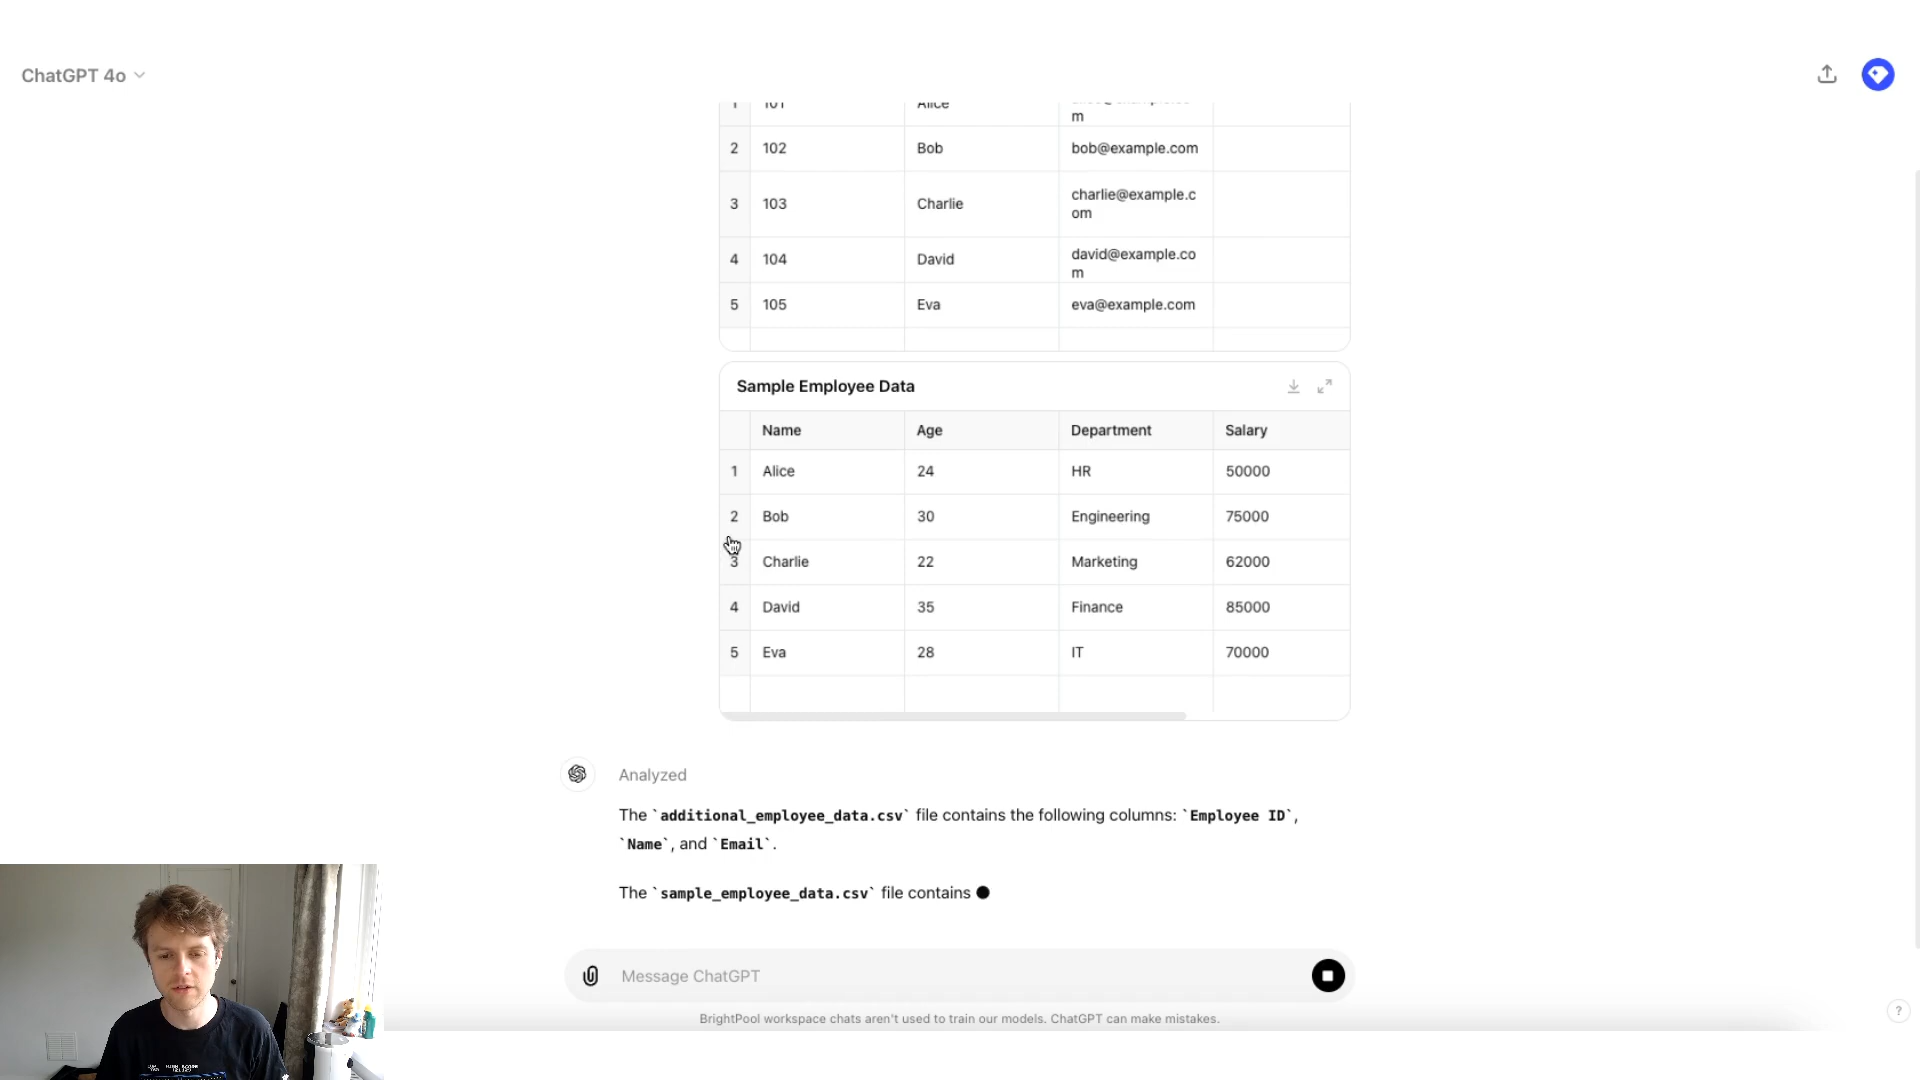 ChatGPT 4o
1 101 Alice
m
2 102 Bob bob@example.com
3 103 Charlie charlie@example.c
om
4 104 David david@example.co
m
5 105 Eva eva@example.com
Sample Employee Data
Name Age Department Salary
1 Alice 24 HR 50000
2 Bob 30 Engineering 75000
3 Charlie 22 Marketing 62000
4 David 35 Finance 85000
5 Eva 28 IT 70000
Analyzed
The `additional_employee_data.csv` file contains the following columns: `Employee ID`,
`Name`, and `Email`.
The `sample_employee_data.csv` file contains
Message ChatGPT
BrightPool workspace chats aren't used to train our models. ChatGPT can make mistakes.
?